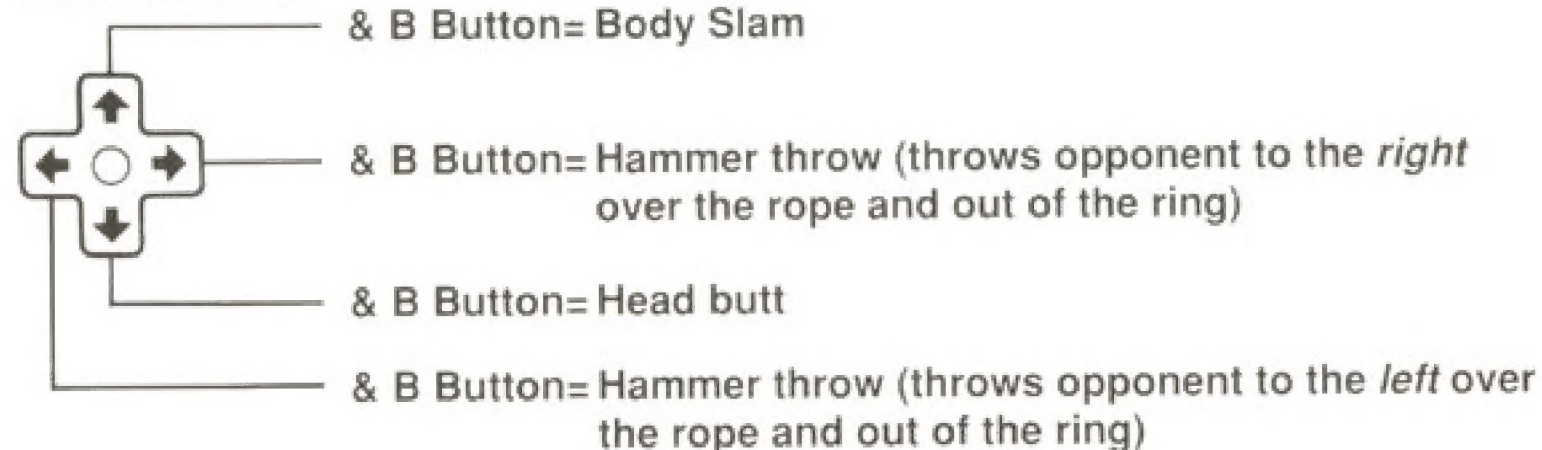 & B Button= Body Slam
& B Button= Hammer throw (throws opponent to the right
over the rope and out of the ring)
& B Button= Head butt
& B Button= Hammer throw (throws opponent to the left over
the rope and out of the ring)